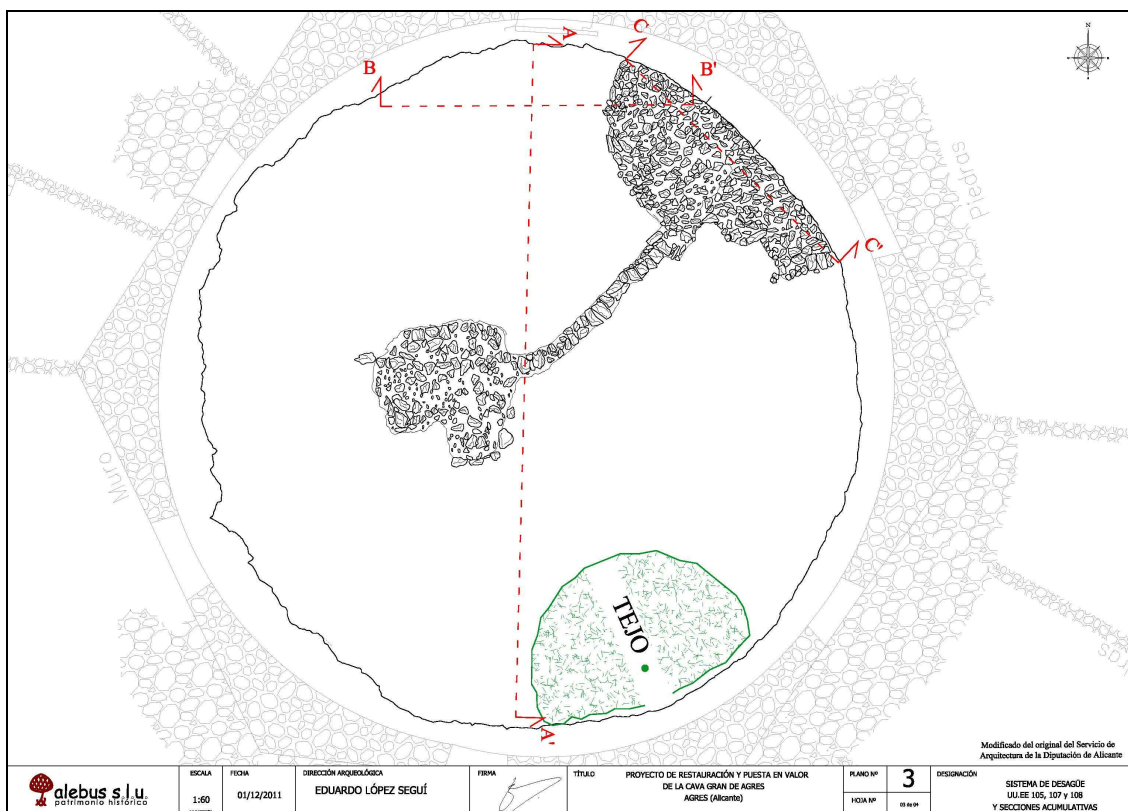 A
C
N
B
B'
Piedras
C'
Muro
TEJO
A'
Modificado del original del Servicio de
Arquitectura de la Diputación de Alicante
alebus s.l.u.
patrimonio histórico
ESCALA
1:60
FECHA
01/12/2011
DIRECCIÓN ARQUEOLÓGICA
EDUARDO LÓPEZ SEGUÍ
FIRMA
TÍTULO
PROYECTO DE RESTAURACIÓN Y PUESTA EN VALOR
DE LA CAVA GRAN DE AGRES
AGRES (Alicante)
PLANO Nº
3
HOJA Nº
03 de 04
DESIGNACIÓN
SISTEMA DE DESAGÜE
UU.EE 105, 107 y 108
Y SECCIONES ACUMULATIVAS